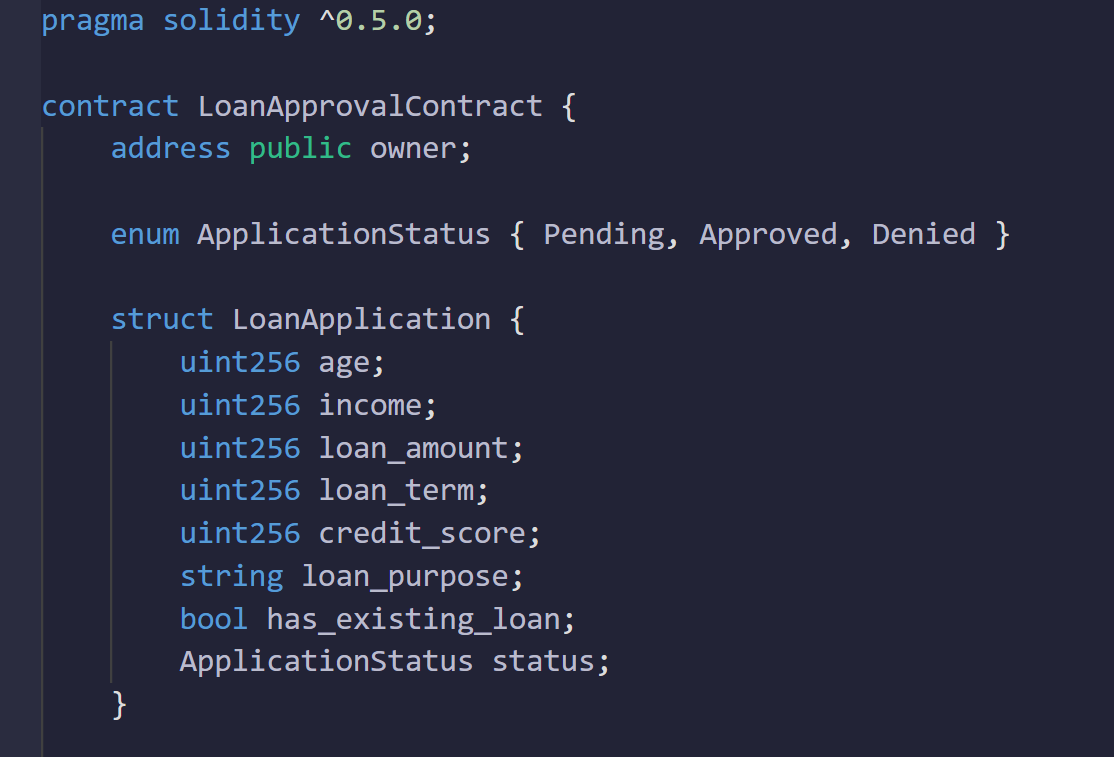 pragma solidity ^0.5.0;
contract LoanApprovalContract {
address public owner;
enum ApplicationStatus { Pending, Approved, Denied }
struct LoanApplication {
uint256 age;
uint256 income;
uint256 loan_amount;
uint256 loan_term;
uint256 credit_score;
string loan_purpose;
bool has_existing_loan;
ApplicationStatus status;
}